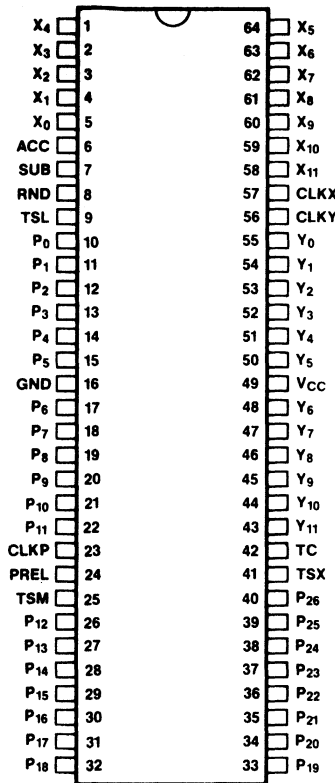 X4 1 64 X5
X3 2 63 X6
X2 3 62 X7
X1 4 61 X8
X0 5 60 X9
ACC 6 59 X10
SUB 7 58 X11
RND 8 57 CLKX
TSL 9 56 CLKY
P0 10 55 Y0
P1 11 54 Y1
P2 12 53 Y2
P3 13 52 Y3
P4 14 51 Y4
P5 15 50 Y5
GND 16 49 VCC
P6 17 48 Y6
P7 18 47 Y7
P8 19 46 Y8
P9 20 45 Y9
P10 21 44 Y10
P11 22 43 Y11
CLKP 23 42 TC
PREL 24 41 TSX
TSM 25 40 P26
P12 26 39 P25
P13 27 38 P24
P14 28 37 P23
P15 29 36 P22
P16 30 35 P21
P17 31 34 P20
P18 32 33 P19